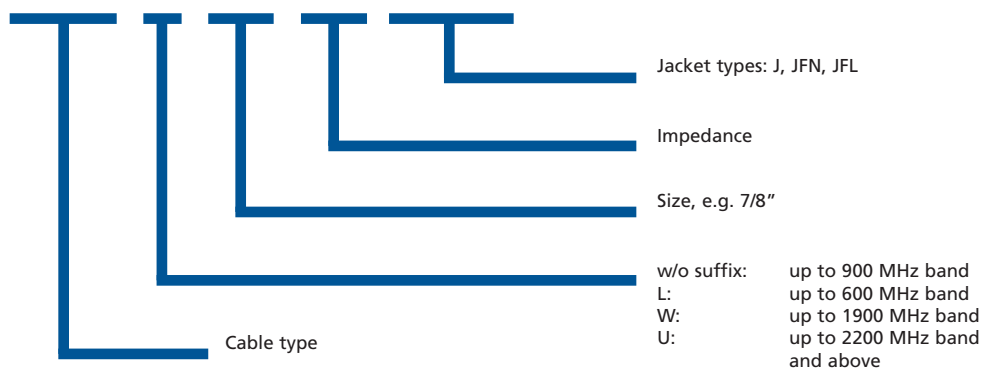 Jacket types: J, JFN, JFL
Impedance
Size, e.g. 7/8”
w/o suffix: up to 900 MHz band
L: up to 600 MHz band
W: up to 1900 MHz band
U: up to 2200 MHz band
and above
Cable type